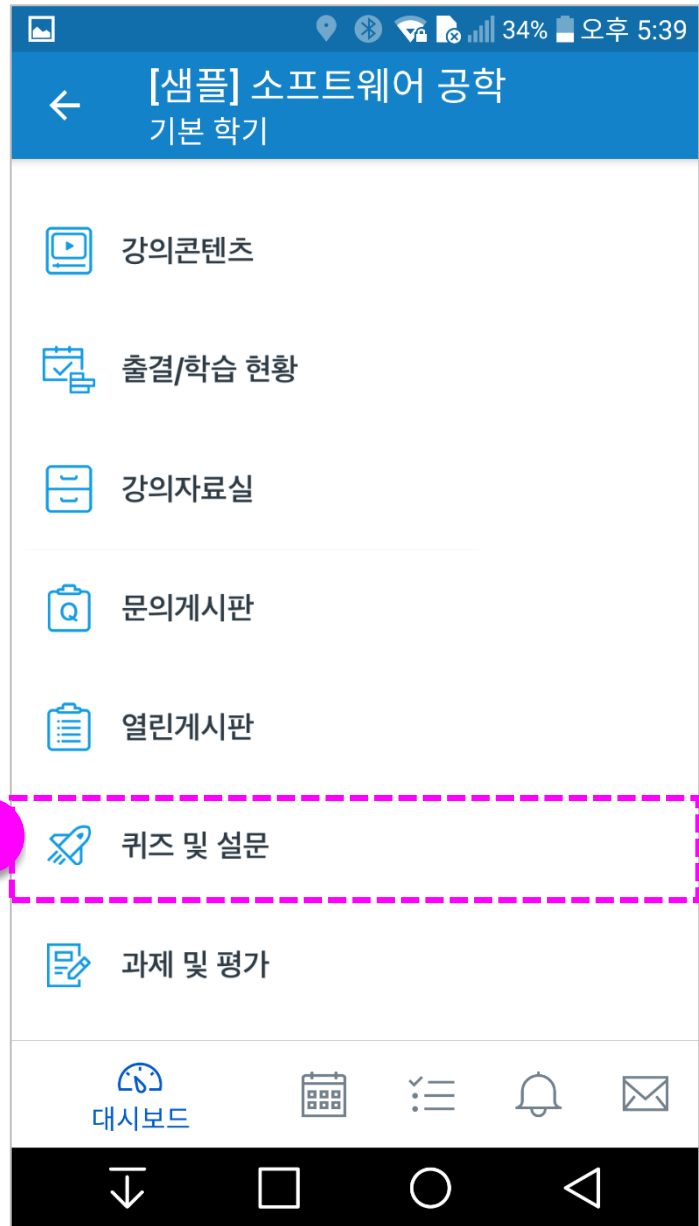 34% 오후 5:39
[샘플] 소프트웨어 공학
기본 학기
강의콘텐츠
출결/학습 현황
강의자료실
Q
문의게시판
열린게시판
퀴즈 및 설문
과제 및 평가
대시보드